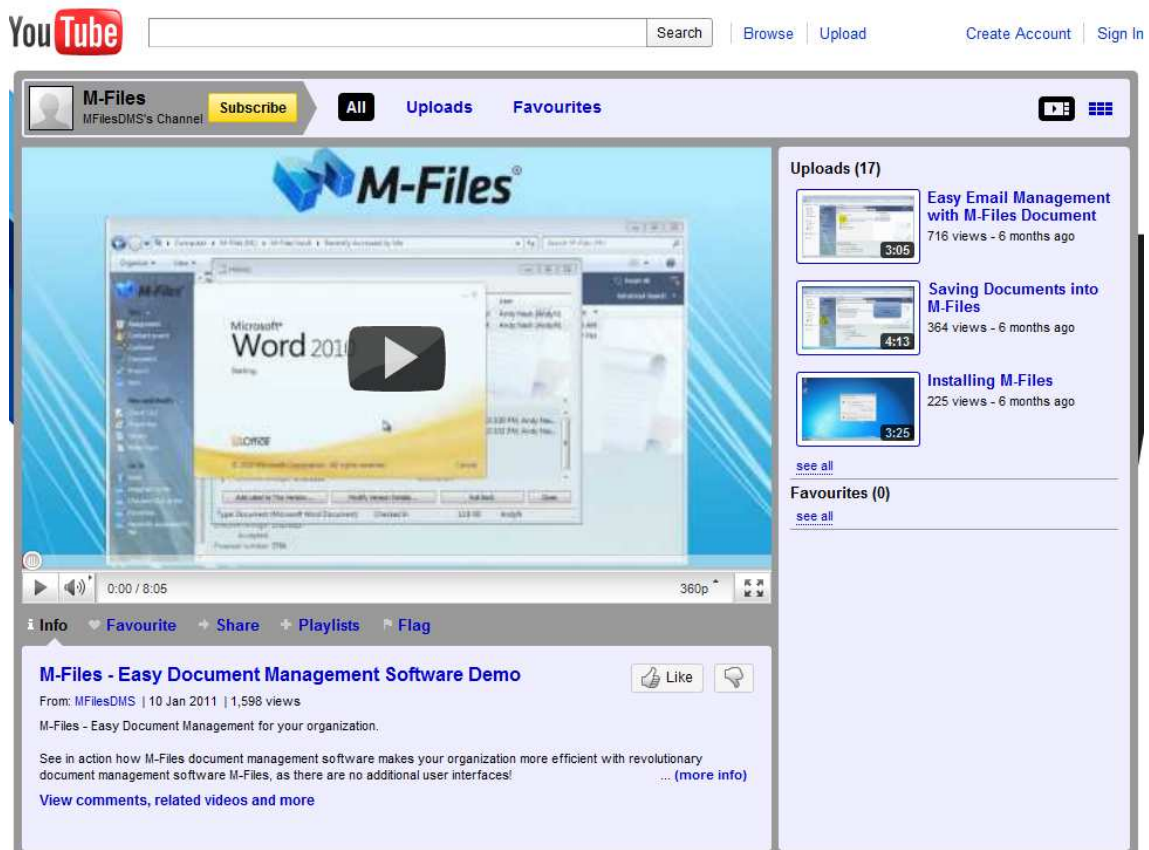 YouTube
Search
Browse
Upload
Create Account
Sign In
M-Files
MFilesDMS's Channel
Subscribe
All
Uploads
Favourites
M-Files®
M-Files
Microsoft®
Word 2010
Starting
Office
Cancel
0:00 / 8:05
360p
Info
Favourite
Share
Playlists
Flag
M-Files - Easy Document Management Software Demo
Like
From: MFilesDMS | 10 Jan 2011 | 1,598 views
M-Files - Easy Document Management for your organization.
See in action how M-Files document management software makes your organization more efficient with revolutionary
document management software M-Files, as there are no additional user interfaces! ... (more info)
View comments, related videos and more
Uploads (17)
Easy Email Management
with M-Files Document
716 views - 6 months ago
3:05
Saving Documents into
M-Files
364 views - 6 months ago
4:13
Installing M-Files
225 views - 6 months ago
3:25
see all
Favourites (0)
see all